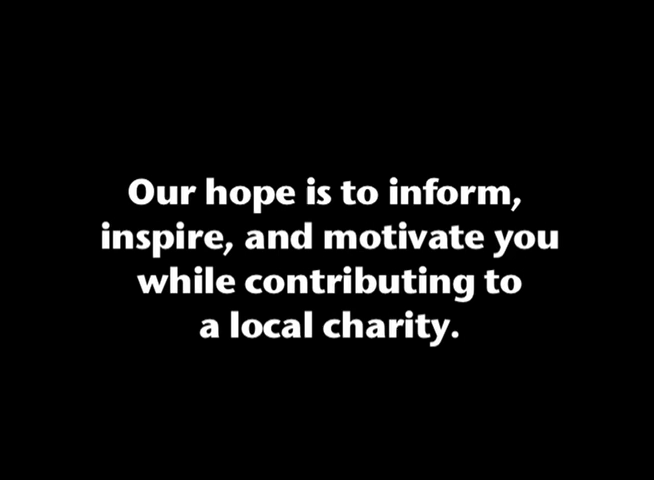 Our hope is to inform,
inspire, and motivate you
while contributing to
a local charity.